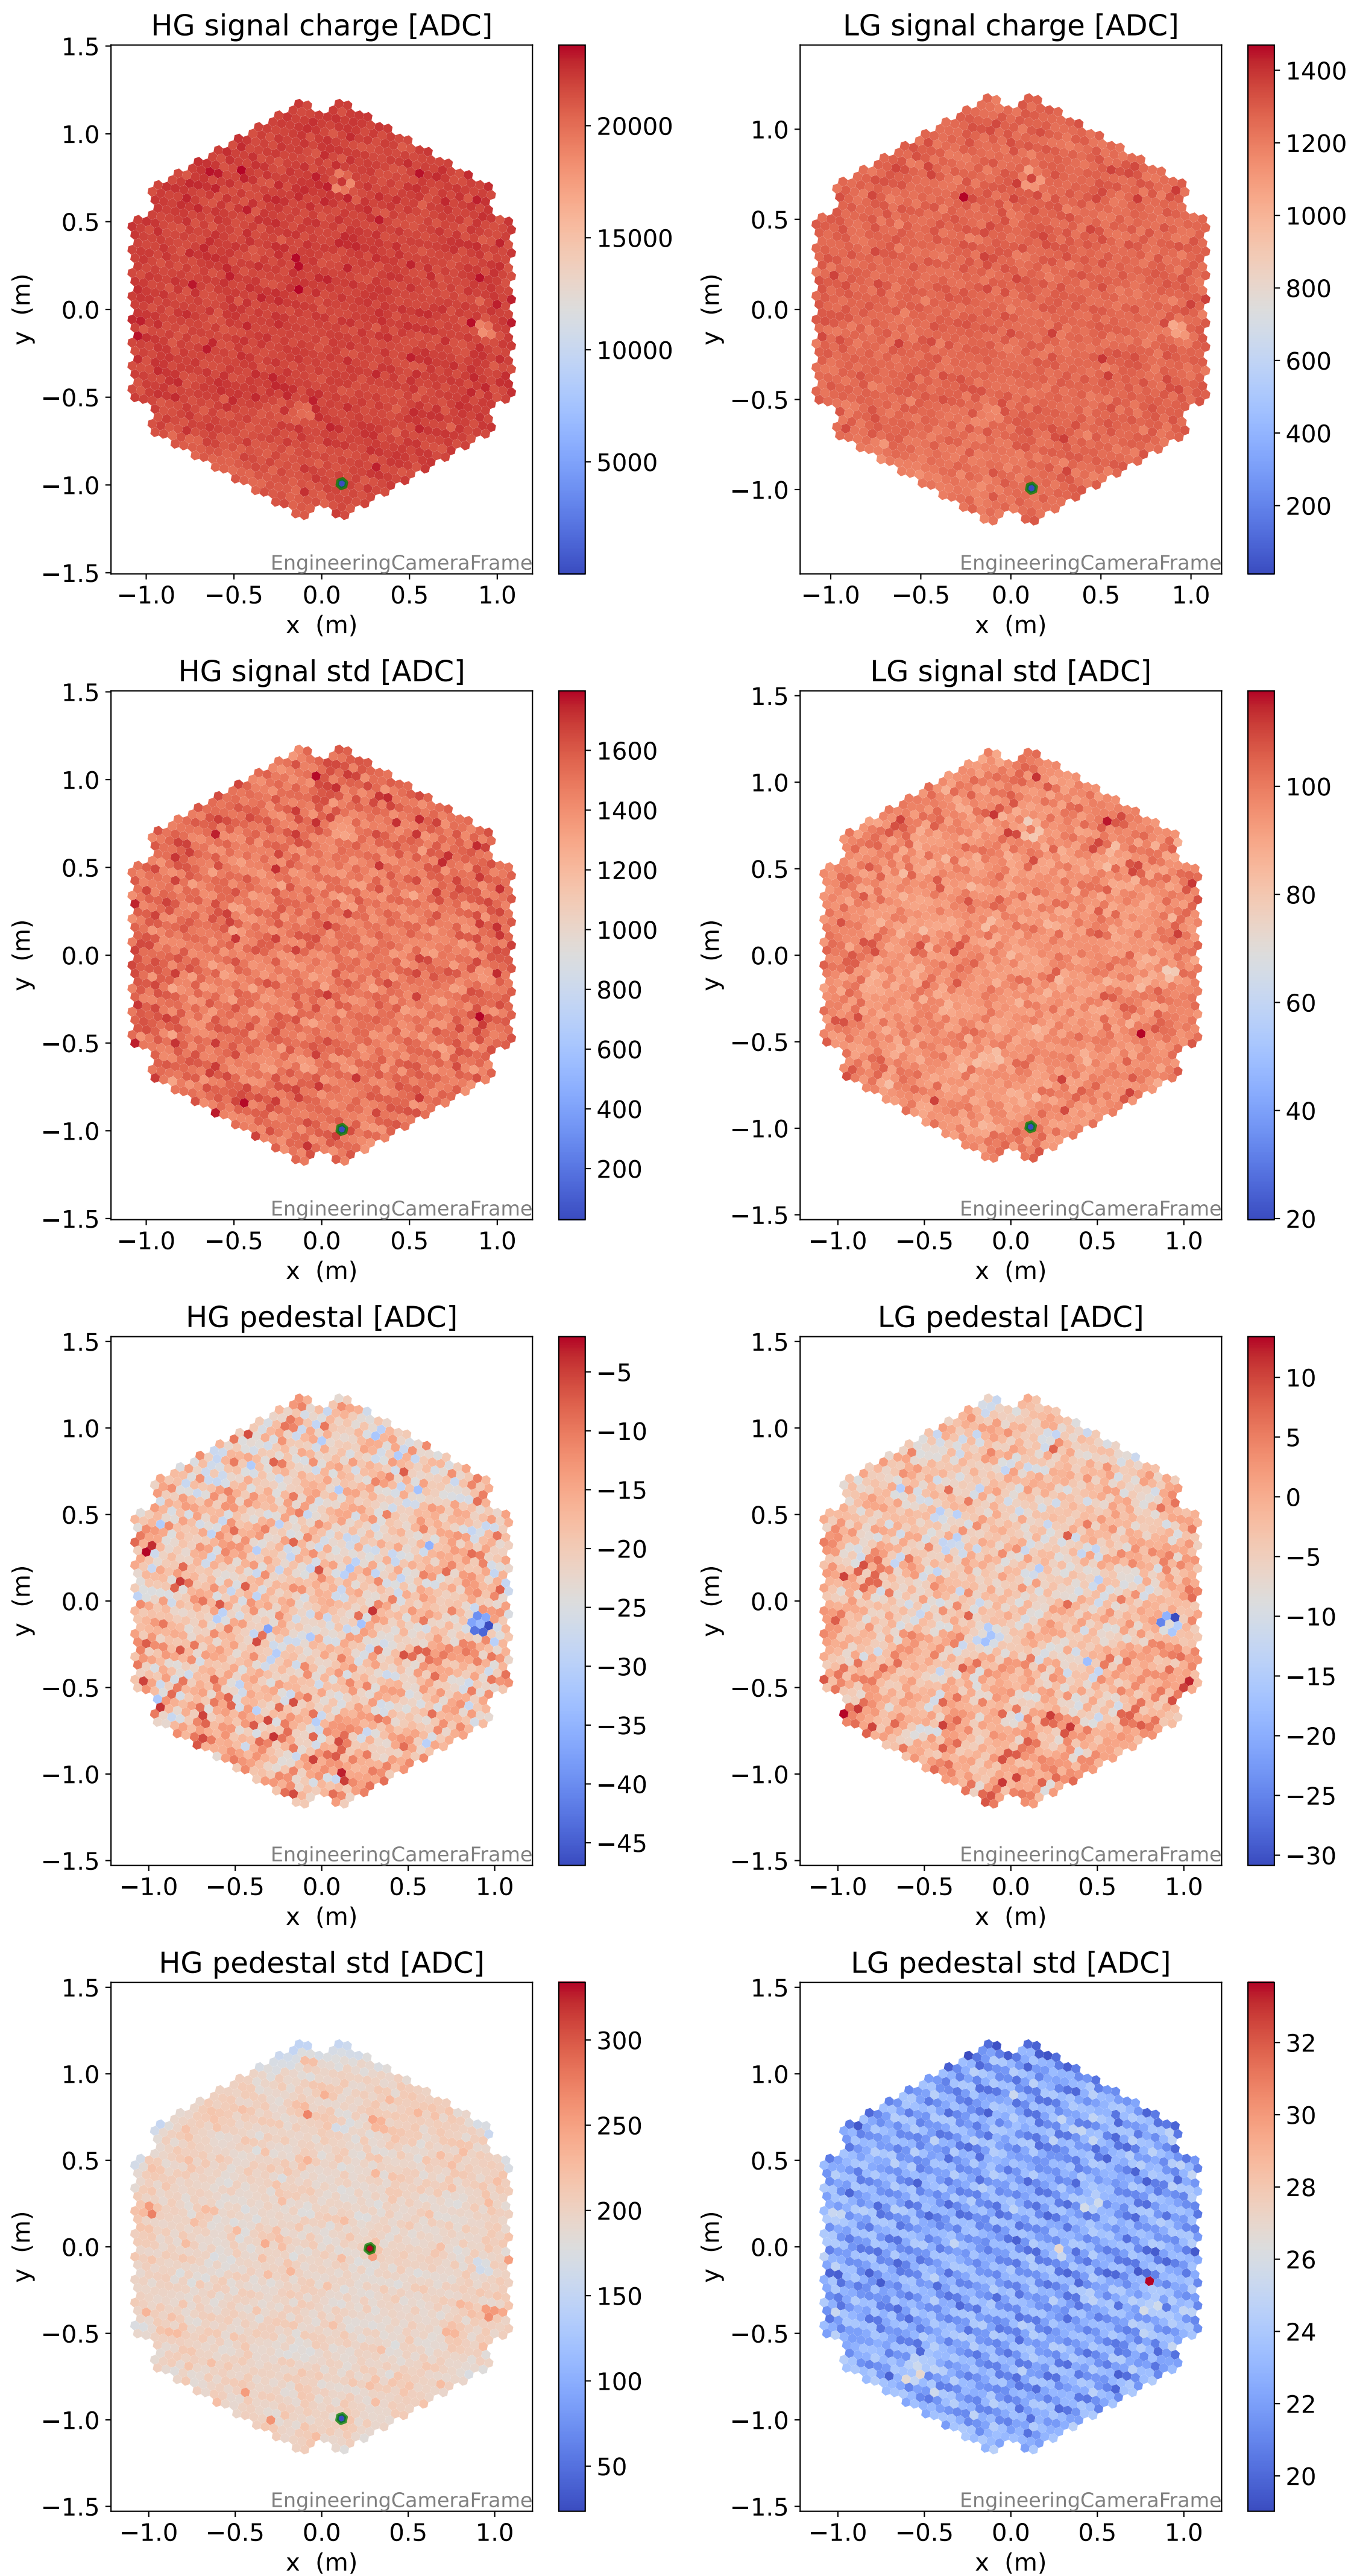 HG signal charge [ADC]
1.5
1.0
0.5
0.0
−0.5
−1.0
−1.5
y (m)
−1.0 −0.5 0.0 0.5 1.0
x (m)
EngineeringCameraFrame
20000
15000
10000
5000
LG signal charge [ADC]
1.5
1.0
0.5
0.0
−0.5
−1.0
y (m)
−1.0 −0.5 0.0 0.5 1.0
x (m)
EngineeringCameraFrame
1400
1200
1000
800
600
400
200
HG signal std [ADC]
1.5
1.0
0.5
0.0
−0.5
−1.0
−1.5
y (m)
−1.0 −0.5 0.0 0.5 1.0
x (m)
EngineeringCameraFrame
1600
1400
1200
1000
800
600
400
200
LG signal std [ADC]
1.5
1.0
0.5
0.0
−0.5
−1.0
−1.5
y (m)
−1.0 −0.5 0.0 0.5 1.0
x (m)
EngineeringCameraFrame
100
80
60
40
20
HG pedestal [ADC]
1.5
1.0
0.5
0.0
−0.5
−1.0
−1.5
y (m)
−1.0 −0.5 0.0 0.5 1.0
x (m)
EngineeringCameraFrame
−5
−10
−15
−20
−25
−30
−35
−40
−45
LG pedestal [ADC]
1.5
1.0
0.5
0.0
−0.5
−1.0
−1.5
y (m)
−1.0 −0.5 0.0 0.5 1.0
x (m)
EngineeringCameraFrame
10
5
0
−5
−10
−15
−20
−25
−30
HG pedestal std [ADC]
1.5
1.0
0.5
0.0
−0.5
−1.0
−1.5
y (m)
−1.0 −0.5 0.0 0.5 1.0
x (m)
EngineeringCameraFrame
300
250
200
150
100
50
LG pedestal std [ADC]
1.5
1.0
0.5
0.0
−0.5
−1.0
−1.5
y (m)
−1.0 −0.5 0.0 0.5 1.0
x (m)
EngineeringCameraFrame
32
30
28
26
24
22
20